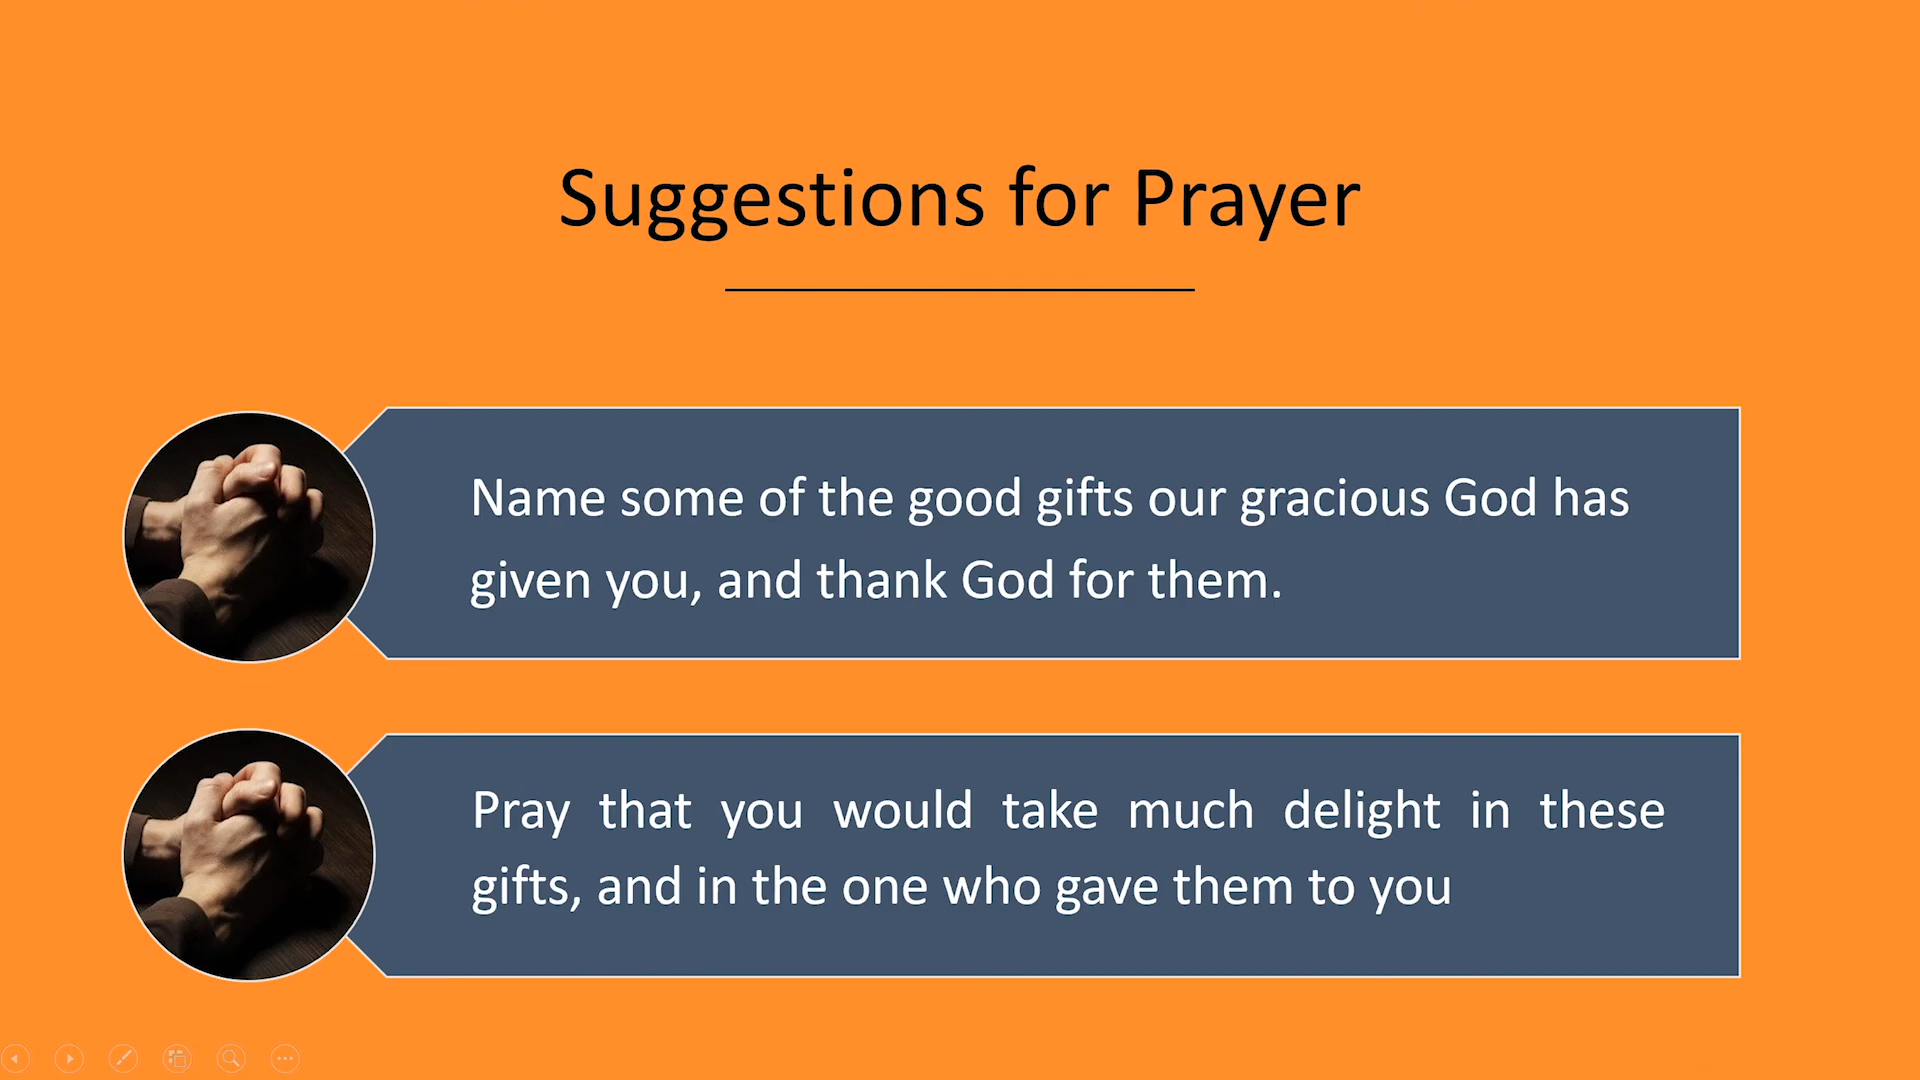 Suggestions for Prayer
Name some of the good gifts our gracious God has
given you, and thank God for them.
Pray that you would take much delight in these
gifts, and in the one who gave them to you